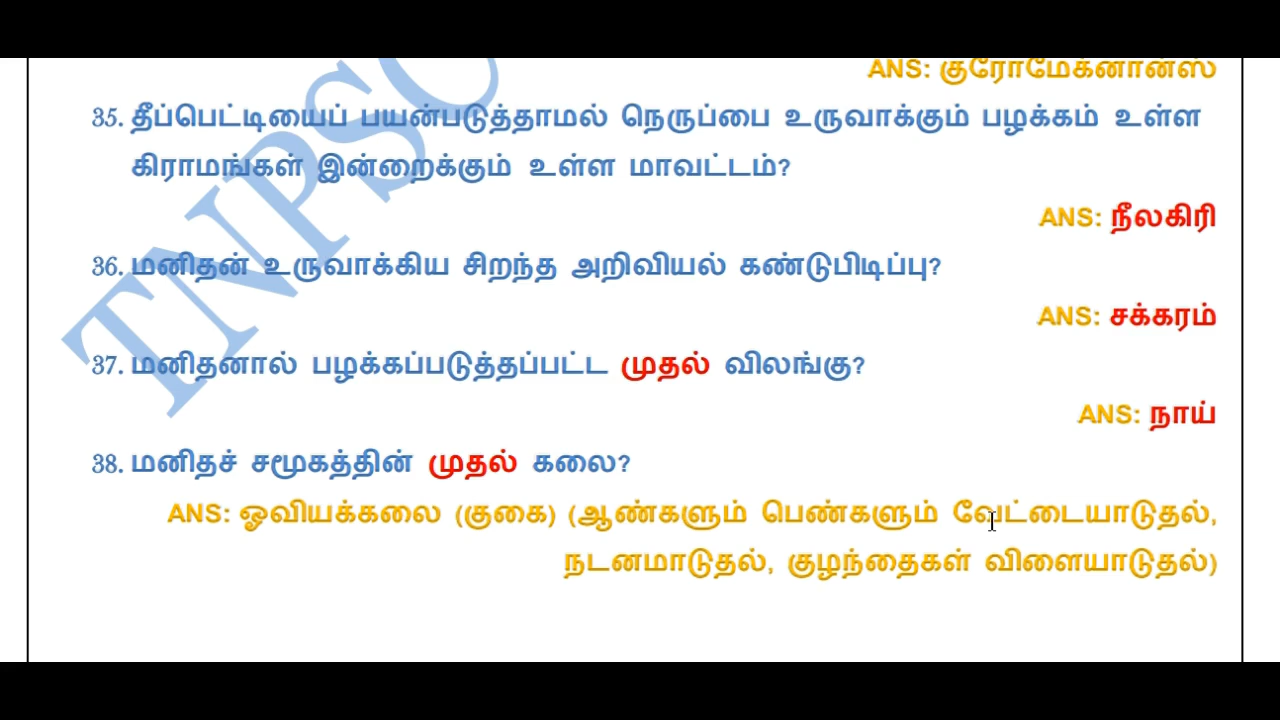 ANS: குரோமேக்னான்ஸ்
35. தீப்பெட்டியைப் பயன்படுத்தாமல் நெருப்பை உருவாக்கும் பழக்கம் உள்ள
கிராமங்கள் இன்றைக்கும் உள்ள மாவட்டம்?
ANS: நீலகிரி
36. மனிதன் உருவாக்கிய சிறந்த அறிவியல் கண்டுபிடிப்பு?
ANS: சக்கரம்
37. மனிதனால் பழக்கப்படுத்தப்பட்ட முதல் விலங்கு?
ANS: நாய்
38. மனிதச் சமூகத்தின் முதல் கலை?
ANS: ஓவியக்கலை (குகை) (ஆண்களும் பெண்களும் வேட்டையாடுதல்,
நடனமாடுதல், குழந்தைகள் விளையாடுதல்)
TNPSC